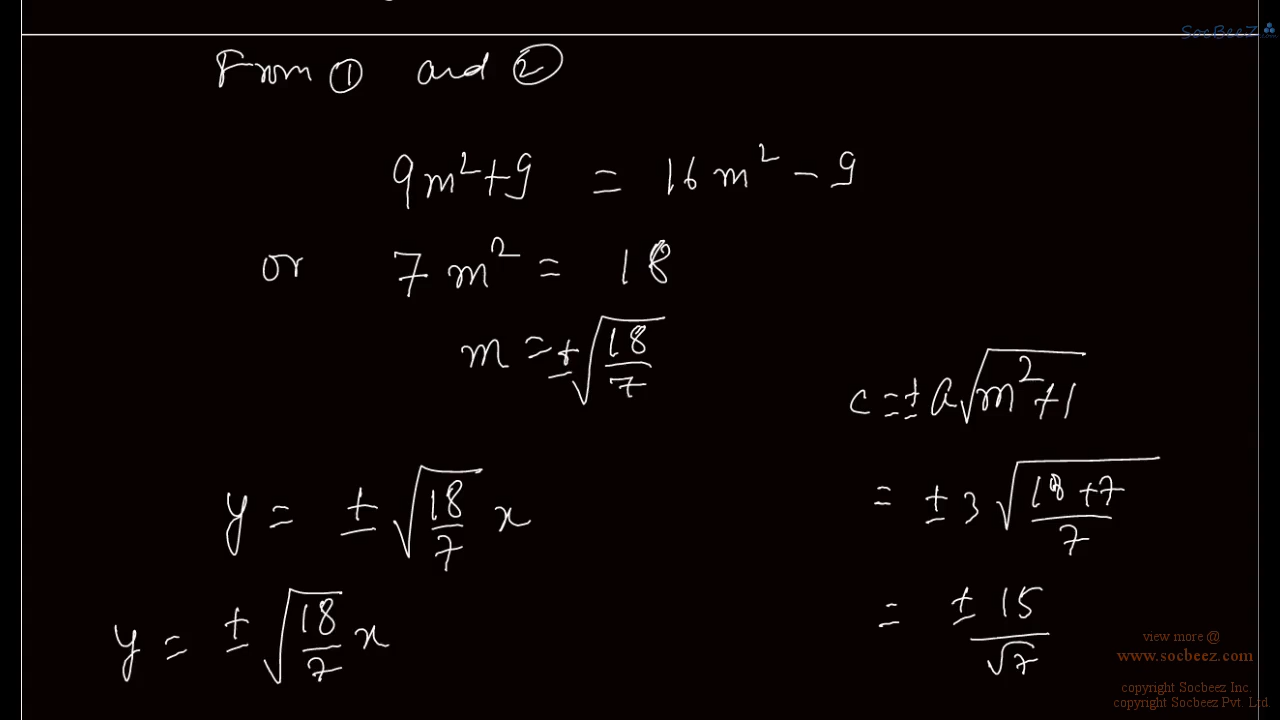 SocBeeZ
From ① and ②
9m²+9 = 16m² - 9
or 7m² = 18
m = ±√(18/7)
c = ±a√(m²+1)
y = ±√(18/7) x
= ±3√((18+7)/7)
y = ±√(18/7) x
= ±15/√7
view more @
www.socbeez.com
copyright Socbeez Inc.
copyright Socbeez Pvt. Ltd.